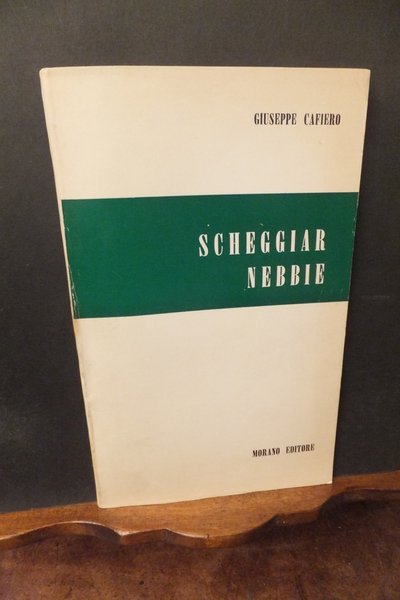 GIUSEPPE CAFIERO
SCHEGGIAR
NEBBIE
MORANO EDITORE